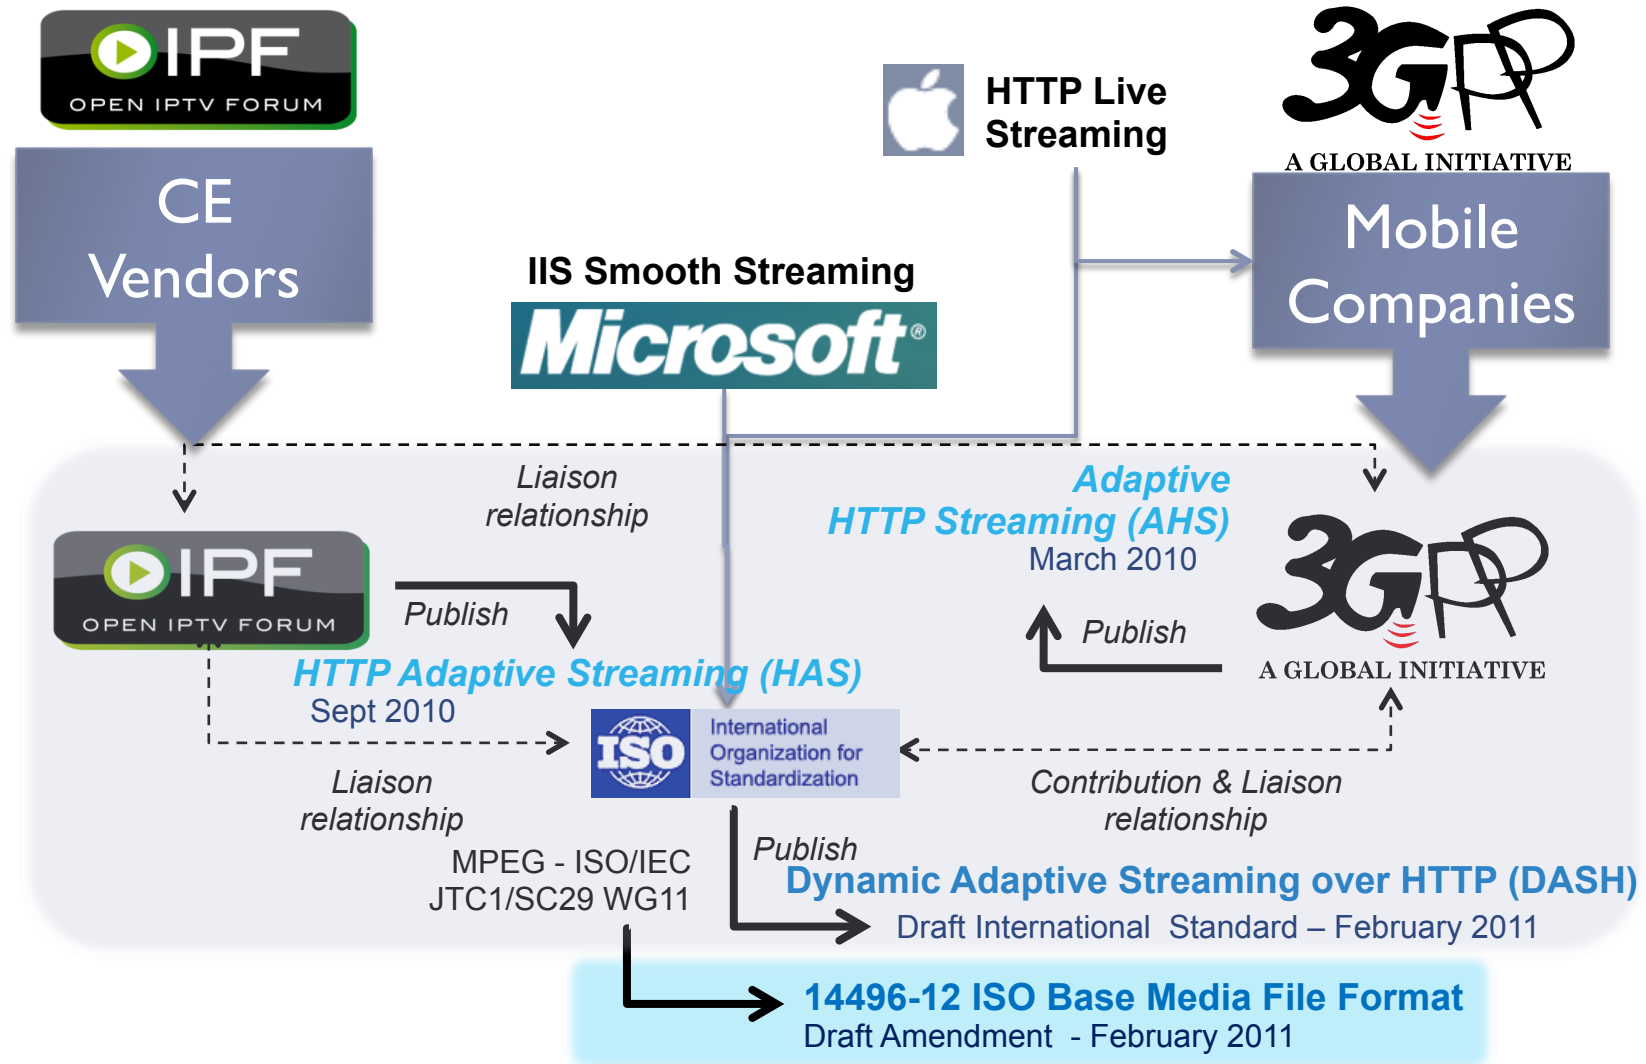 OIPF
OPEN IPTV FORUM
CE
Vendors
HTTP Live
Streaming
3GPP
A GLOBAL INITIATIVE
Mobile
Companies
IIS Smooth Streaming
Microsoft®
Liaison
relationship
Adaptive
HTTP Streaming (AHS)
March 2010
OIPF
OPEN IPTV FORUM
Publish
HTTP Adaptive Streaming (HAS)
Sept 2010
Publish
3GPP
A GLOBAL INITIATIVE
ISO
International
Organization for
Standardization
Liaison
relationship
Contribution & Liaison
relationship
MPEG - ISO/IEC
JTC1/SC29 WG11
Publish
Dynamic Adaptive Streaming over HTTP (DASH)
Draft International Standard – February 2011
14496-12 ISO Base Media File Format
Draft Amendment - February 2011